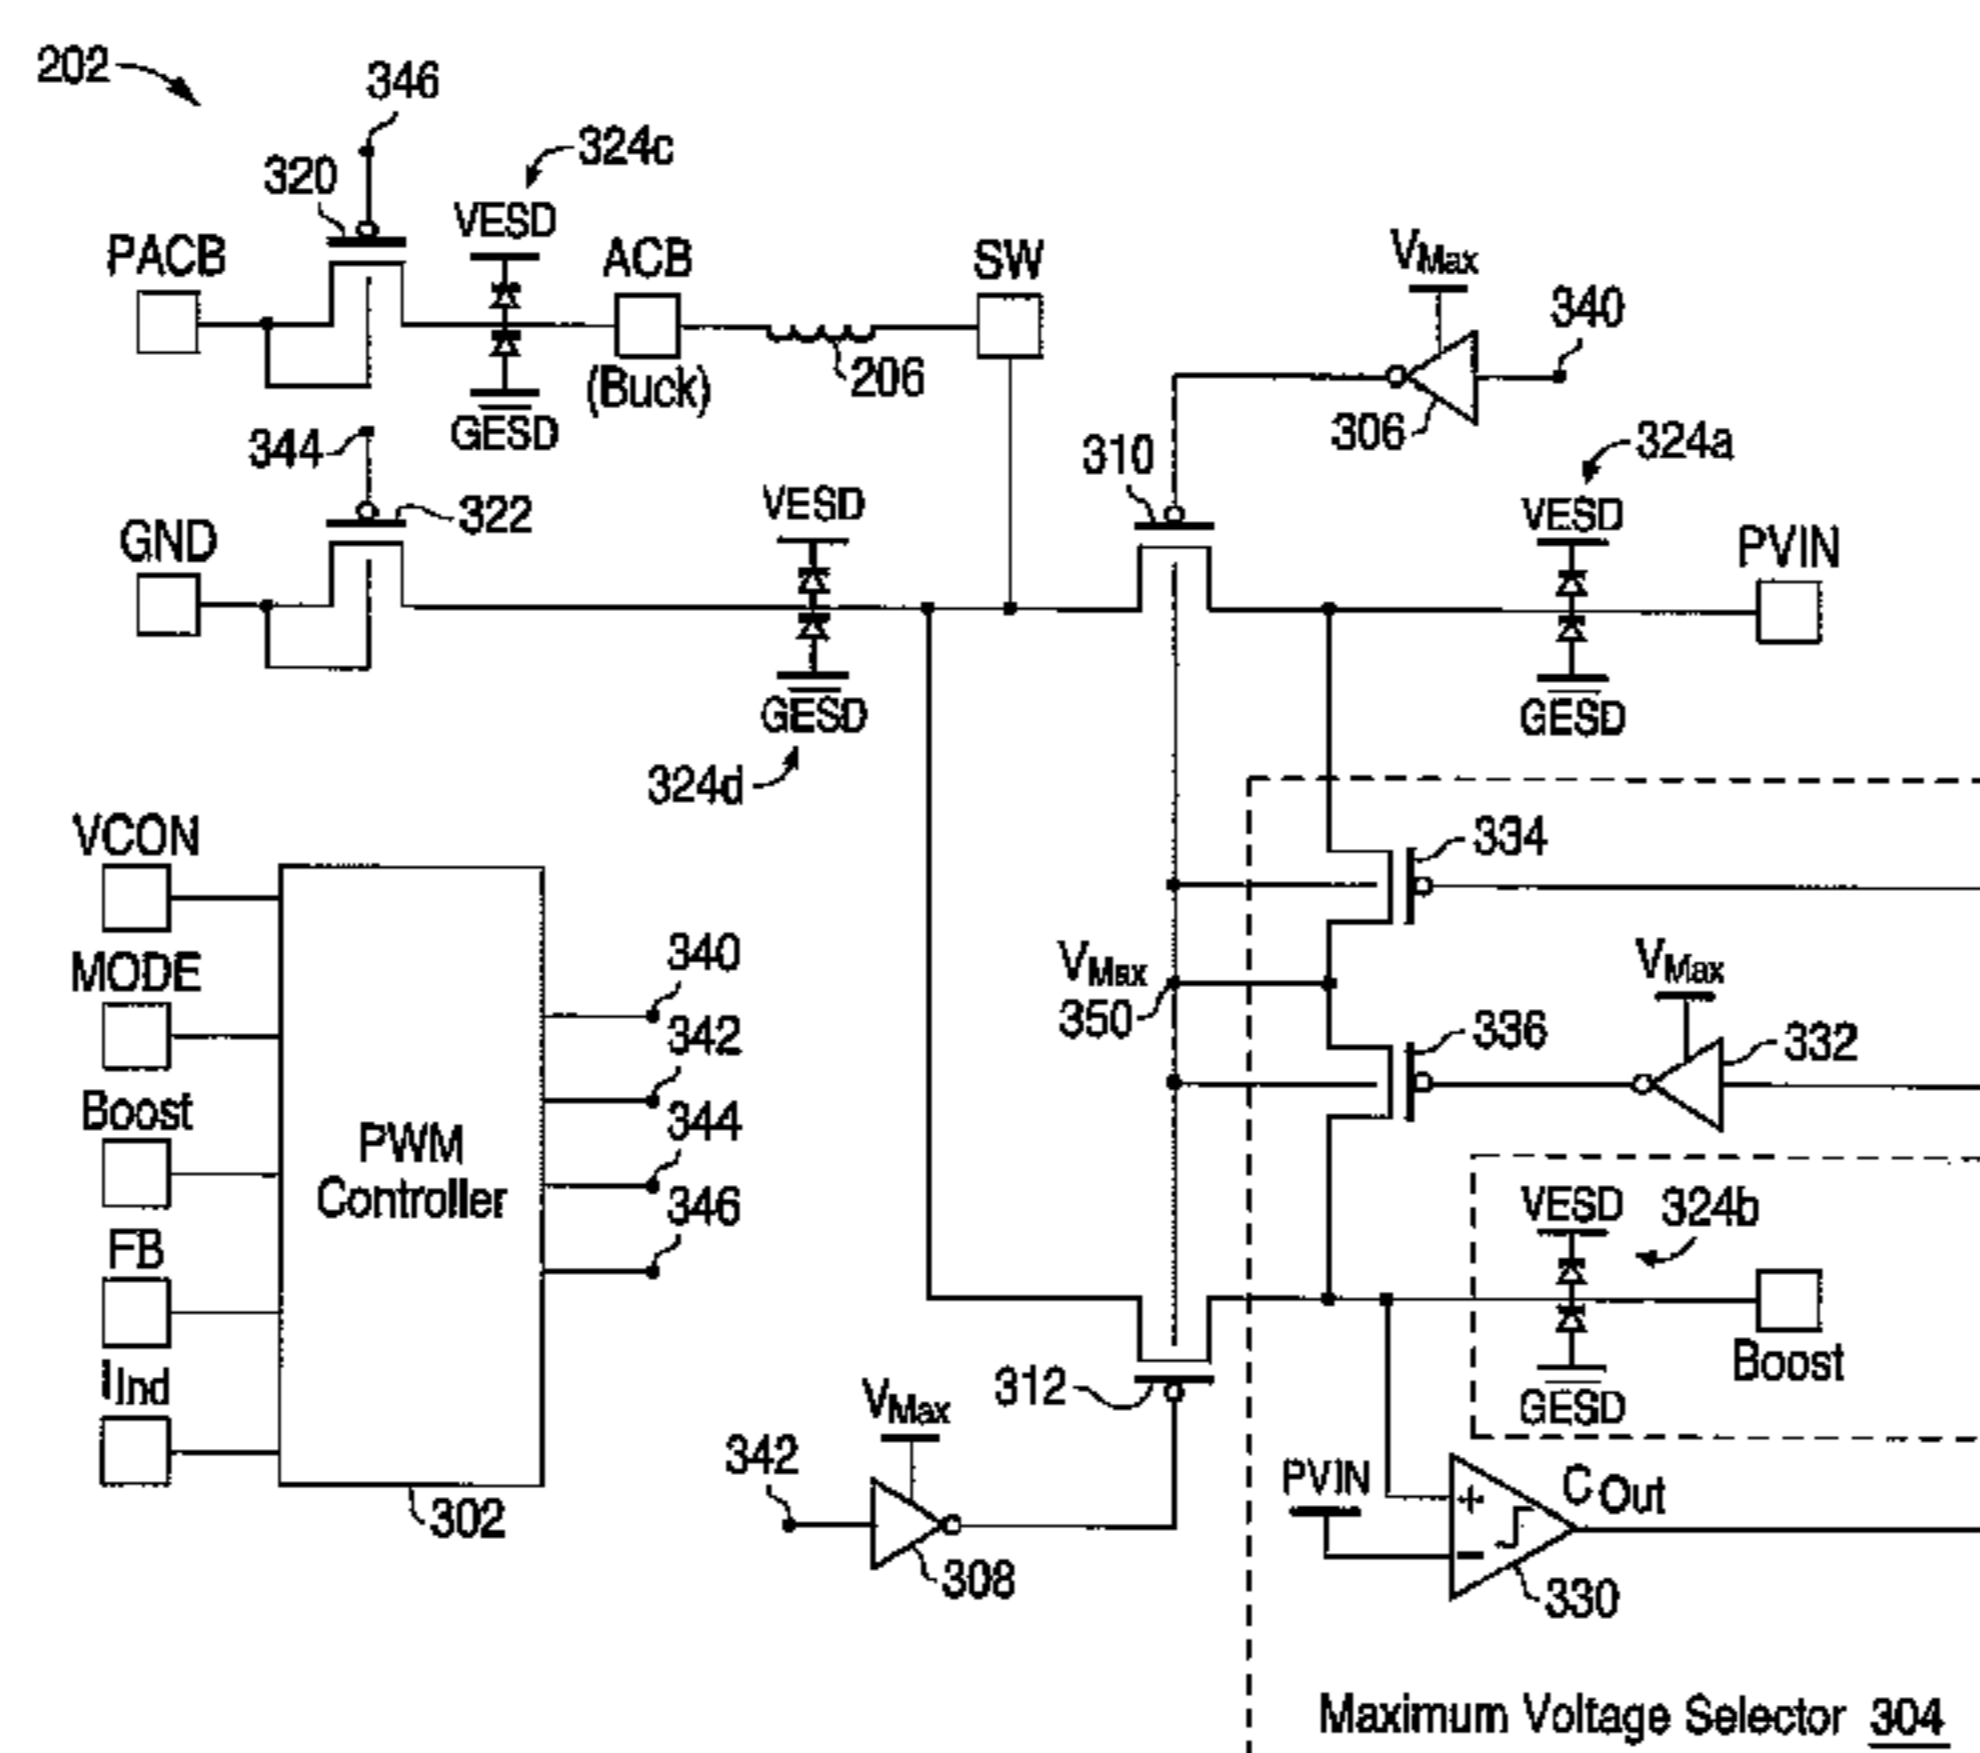 202
346
320
324c
VESD
PACB
ACB
SW
VMax
340
(Buck)
206
GESD
344
306
324a
310
322
VESD
VESD
GND
PVIN
GESD
GESD
324d
VCON
334
MODE
340
VMax
350
VMax
342
336
332
Boost
344
PWM
Controller
346
VESD
324b
FB
Boost
IInd
312
GESD
VMax
342
PVIN
COut
302
308
330
+
-
Maximum Voltage Selector 304